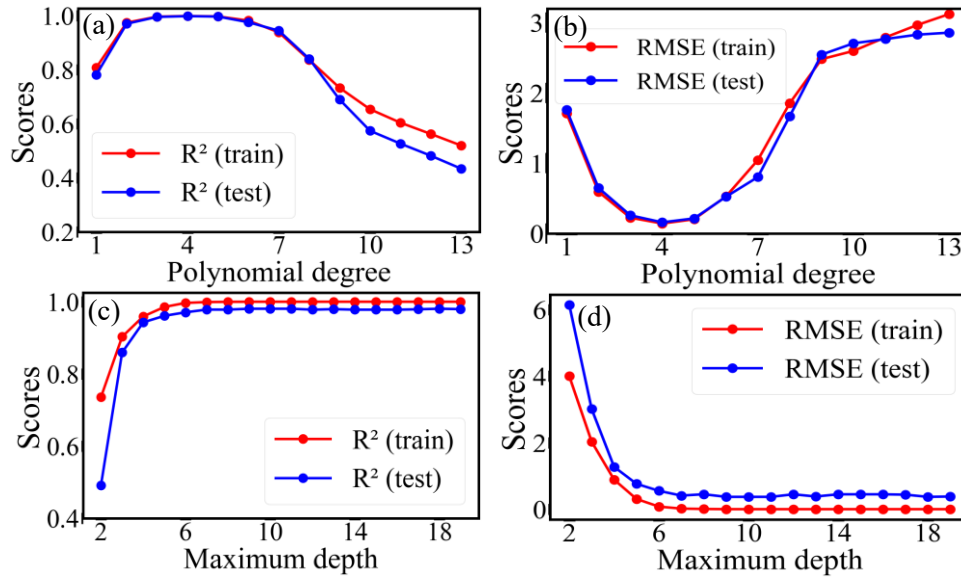 (a)
Scores
1.0
0.8
0.6
0.4
0.2
R² (train)
R² (test)
1 4 7 10 13
Polynomial degree
(b)
Scores
3
2
1
0
RMSE (train)
RMSE (test)
1 4 7 10 13
Polynomial degree
(c)
Scores
1.0
0.8
0.6
0.4
R² (train)
R² (test)
2 6 10 14 18
Maximum depth
(d)
Scores
6
4
2
0
RMSE (train)
RMSE (test)
2 6 10 14 18
Maximum depth